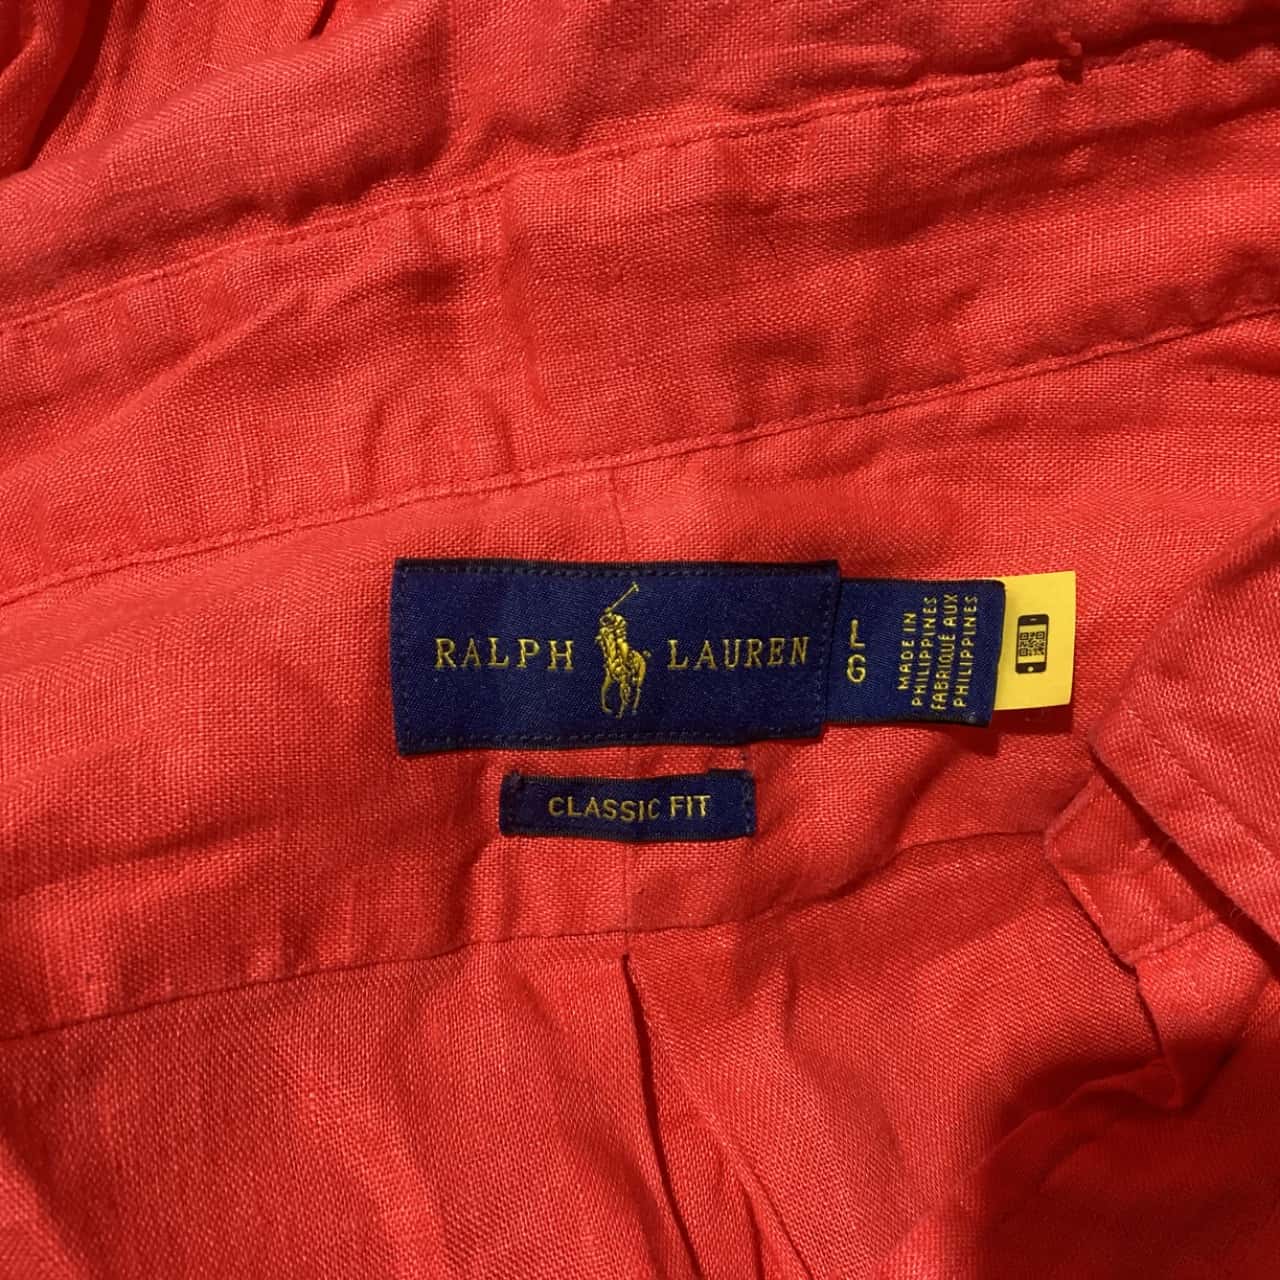 RALPH LAUREN
L
G
MADE IN
PHILIPPINES
FABRIQUÉ AUX
PHILIPPINES
CLASSIC FIT